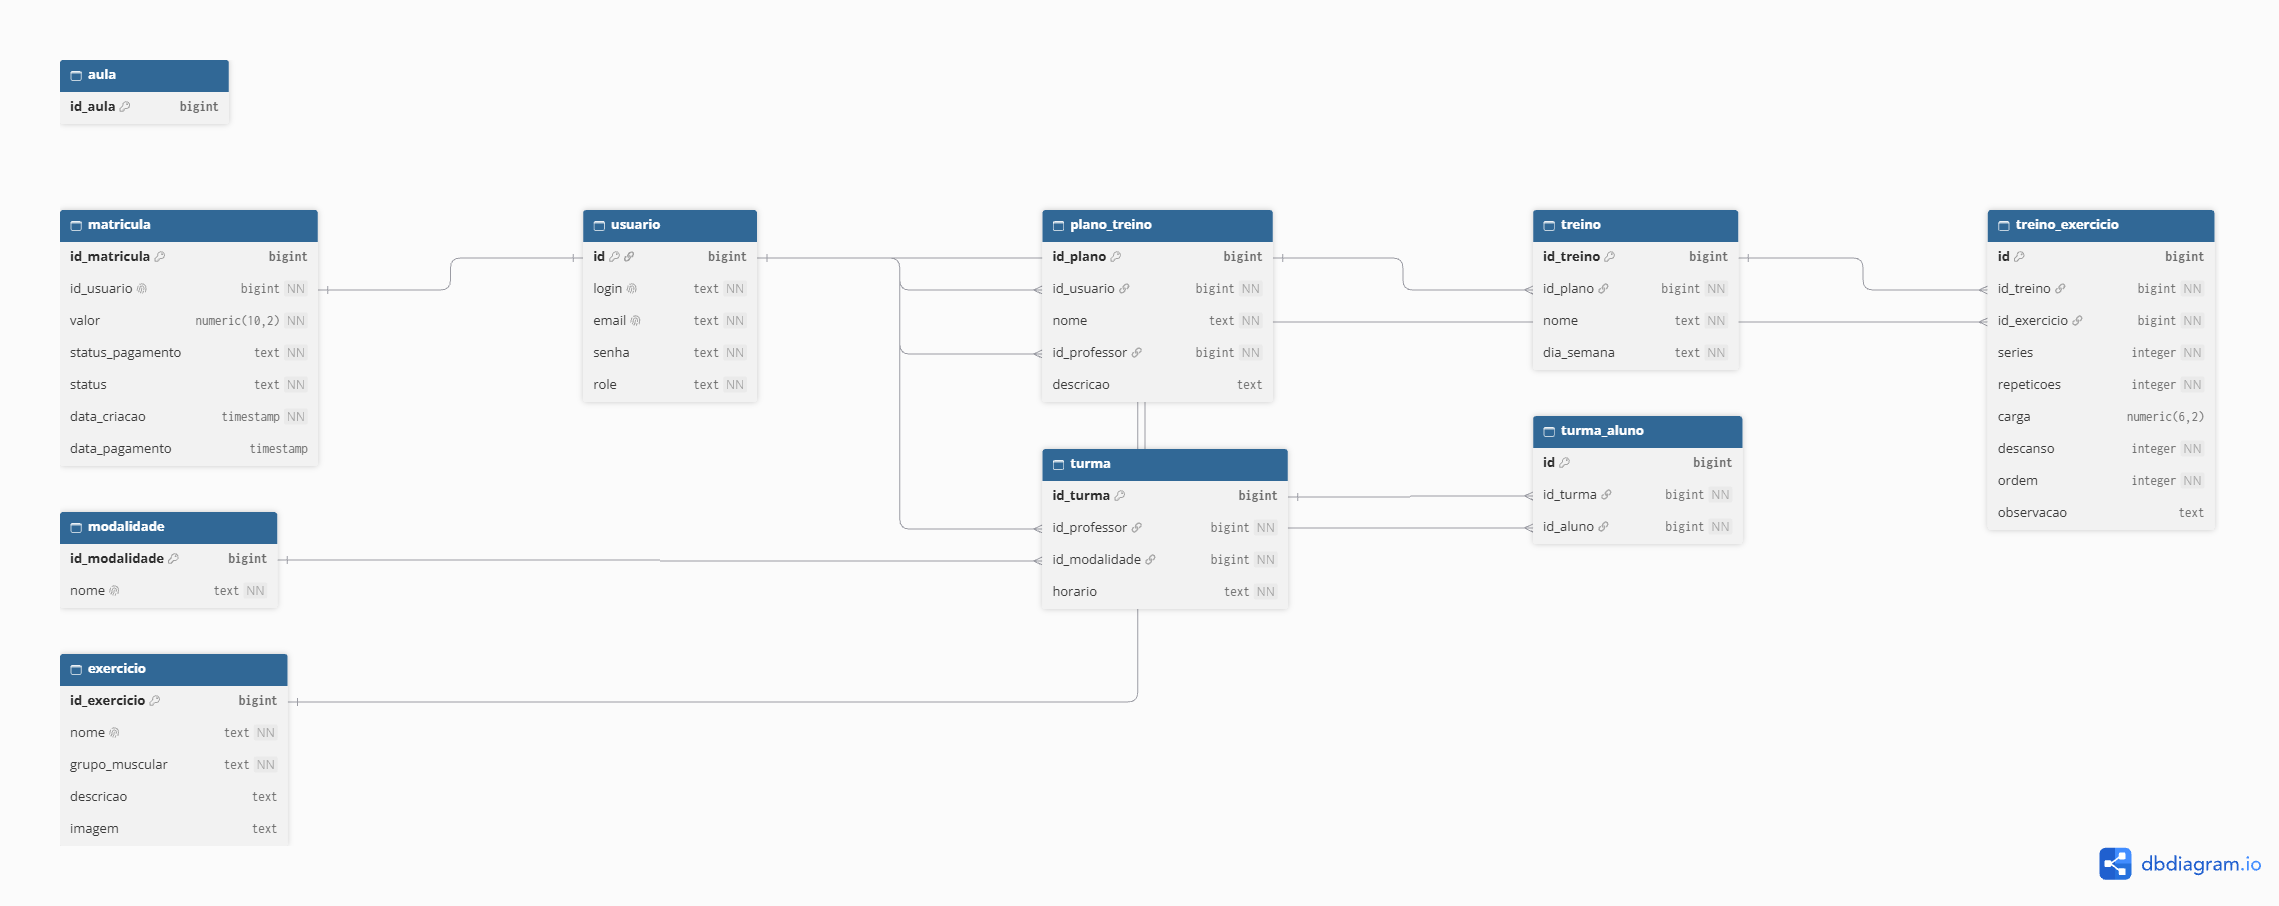 aula
id_aula bigint
matricula
id_matricula bigint
id_usuario bigint NN
valor numeric(10,2) NN
status_pagamento text NN
status text NN
data_criacao timestamp NN
data_pagamento timestamp
usuario
id bigint
login text NN
email text NN
senha text NN
role text NN
plano_treino
id_plano bigint
id_usuario bigint NN
nome text NN
id_professor bigint NN
descricao text
treino
id_treino bigint
id_plano bigint NN
nome text NN
dia_semana text NN
treino_exercicio
id bigint
id_treino bigint NN
id_exercicio bigint NN
series integer NN
repeticoes integer NN
carga numeric(6,2)
descanso integer NN
ordem integer NN
observacao text
turma_aluno
id bigint
id_turma bigint NN
id_aluno bigint NN
turma
id_turma bigint
id_professor bigint NN
id_modalidade bigint NN
horario text NN
modalidade
id_modalidade bigint
nome text NN
exercicio
id_exercicio bigint
nome text NN
grupo_muscular text NN
descricao text
imagem text
dbdiagram.io